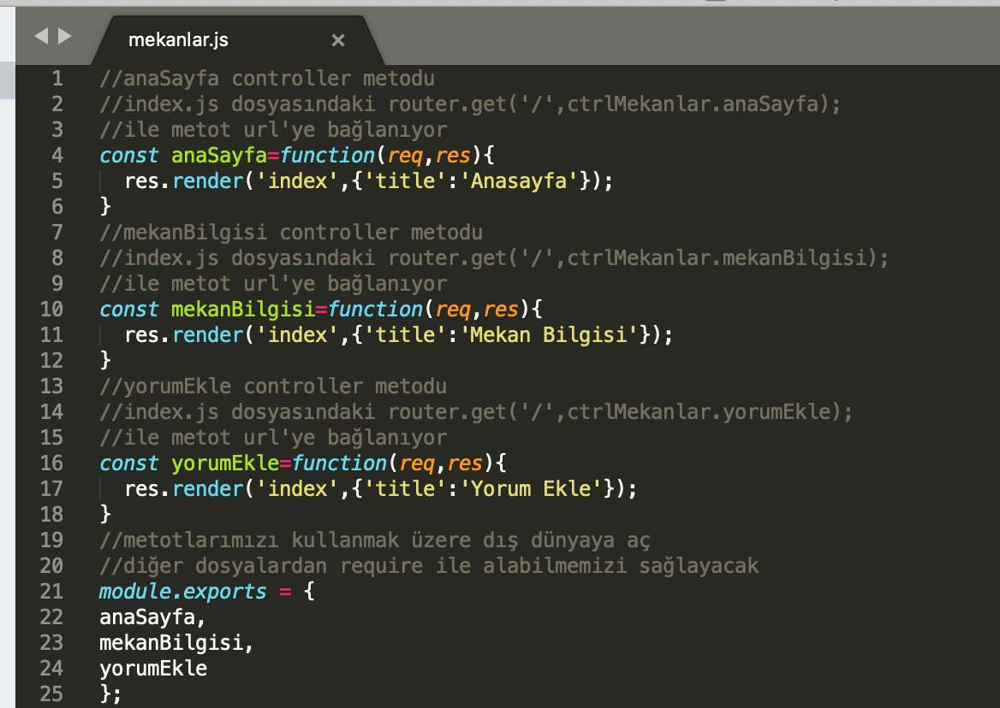 mekanlar.js ×
1 //anaSayfa controller metodu
2 //index.js dosyasındaki router.get('/',ctrlMekanlar.anaSayfa);
3 //ile metot url'ye bağlanıyor
4 const anaSayfa=function(req,res){
5 res.render('index',{'title':'Anasayfa'});
6 }
7 //mekanBilgisi controller metodu
8 //index.js dosyasındaki router.get('/',ctrlMekanlar.mekanBilgisi);
9 //ile metot url'ye bağlanıyor
10 const mekanBilgisi=function(req,res){
11 res.render('index',{'title':'Mekan Bilgisi'});
12 }
13 //yorumEkle controller metodu
14 //index.js dosyasındaki router.get('/',ctrlMekanlar.yorumEkle);
15 //ile metot url'ye bağlanıyor
16 const yorumEkle=function(req,res){
17 res.render('index',{'title':'Yorum Ekle'});
18 }
19 //metotlarımızı kullanmak üzere dış dünyaya aç
20 //diğer dosyalardan require ile alabilmemizi sağlayacak
21 module.exports = {
22 anaSayfa,
23 mekanBilgisi,
24 yorumEkle
25 };